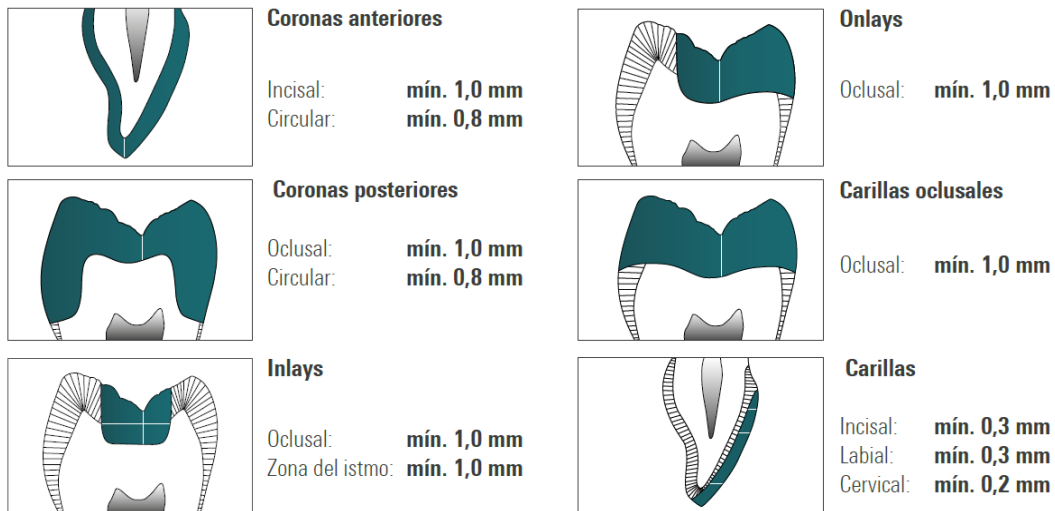 Coronas anteriores
Incisal: mín. 1,0 mm
Circular: mín. 0,8 mm
Coronas posteriores
Oclusal: mín. 1,0 mm
Circular: mín. 0,8 mm
Inlays
Oclusal: mín. 1,0 mm
Zona del istmo: mín. 1,0 mm
Onlays
Oclusal: mín. 1,0 mm
Carillas oclusales
Oclusal: mín. 1,0 mm
Carillas
Incisal: mín. 0,3 mm
Labial: mín. 0,3 mm
Cervical: mín. 0,2 mm